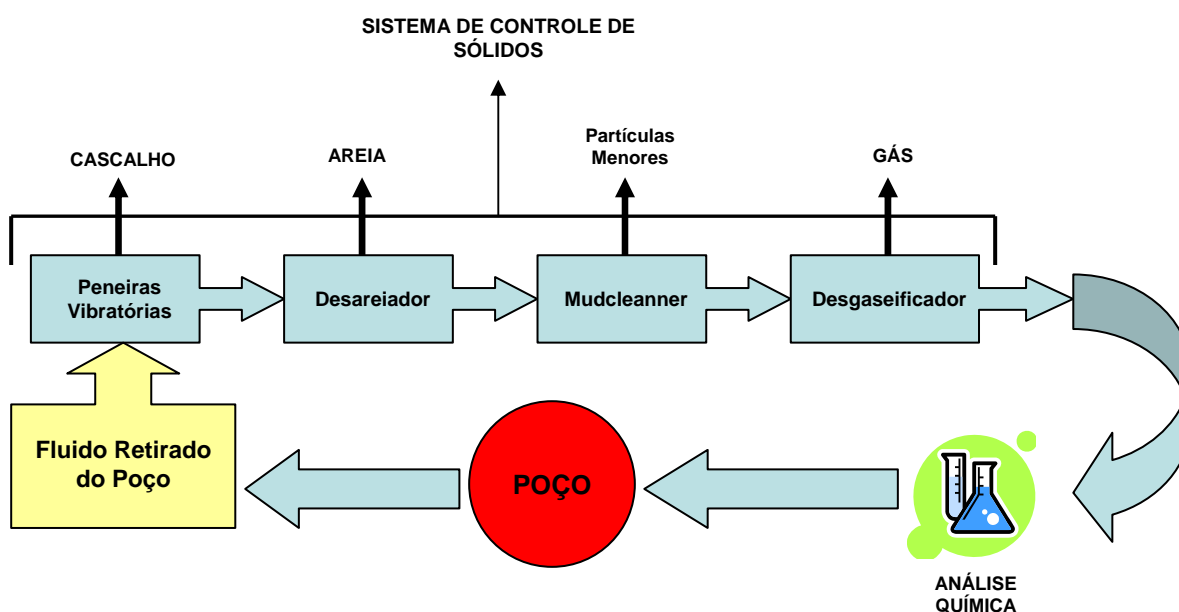 SISTEMA DE CONTROLE DE
SÓLIDOS
CASCALHO
AREIA
Partículas
Menores
GÁS
Peneiras
Vibratórias
Desareiador
Mudcleanner
Desgaseificador
Fluido Retirado
do Poço
POÇO
ANÁLISE
QUÍMICA